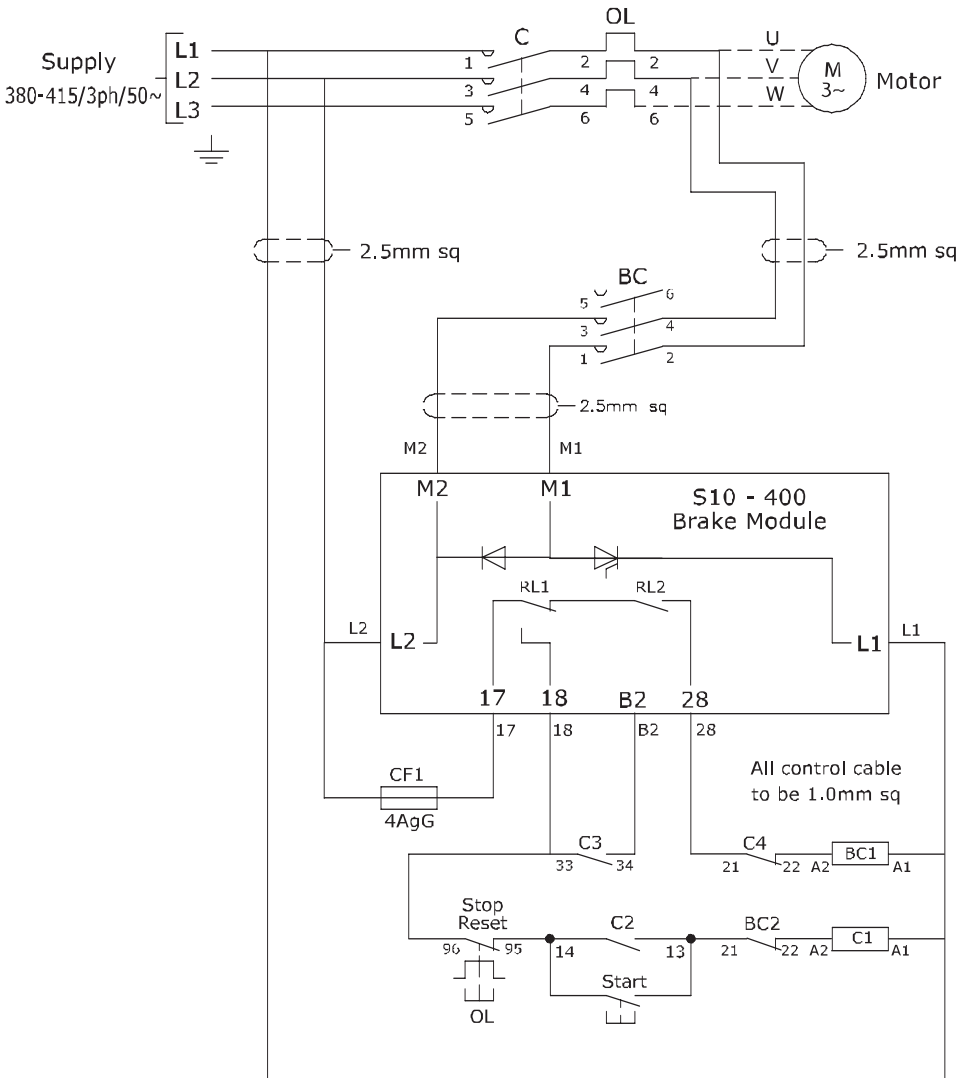 C
OL
Supply
380-415/3ph/50~
L1
L2
L3
1 2 2
3 4 4
5 6 6
U
V
W
M
3~
Motor
2.5mm sq
2.5mm sq
BC
5 6
3 4
1 2
2.5mm sq
M2 M1
M2 M1
S10 - 400
Brake Module
RL1 RL2
L2 L2
L1 L1
17 18 B2 28
17 18 B2 28
CF1
4AgG
All control cable
to be 1.0mm sq
C3
33 34
C4
21 22 A2 BC1 A1
Stop
Reset
96 95
14 C2 13
BC2
21 22 A2 C1 A1
Start
OL